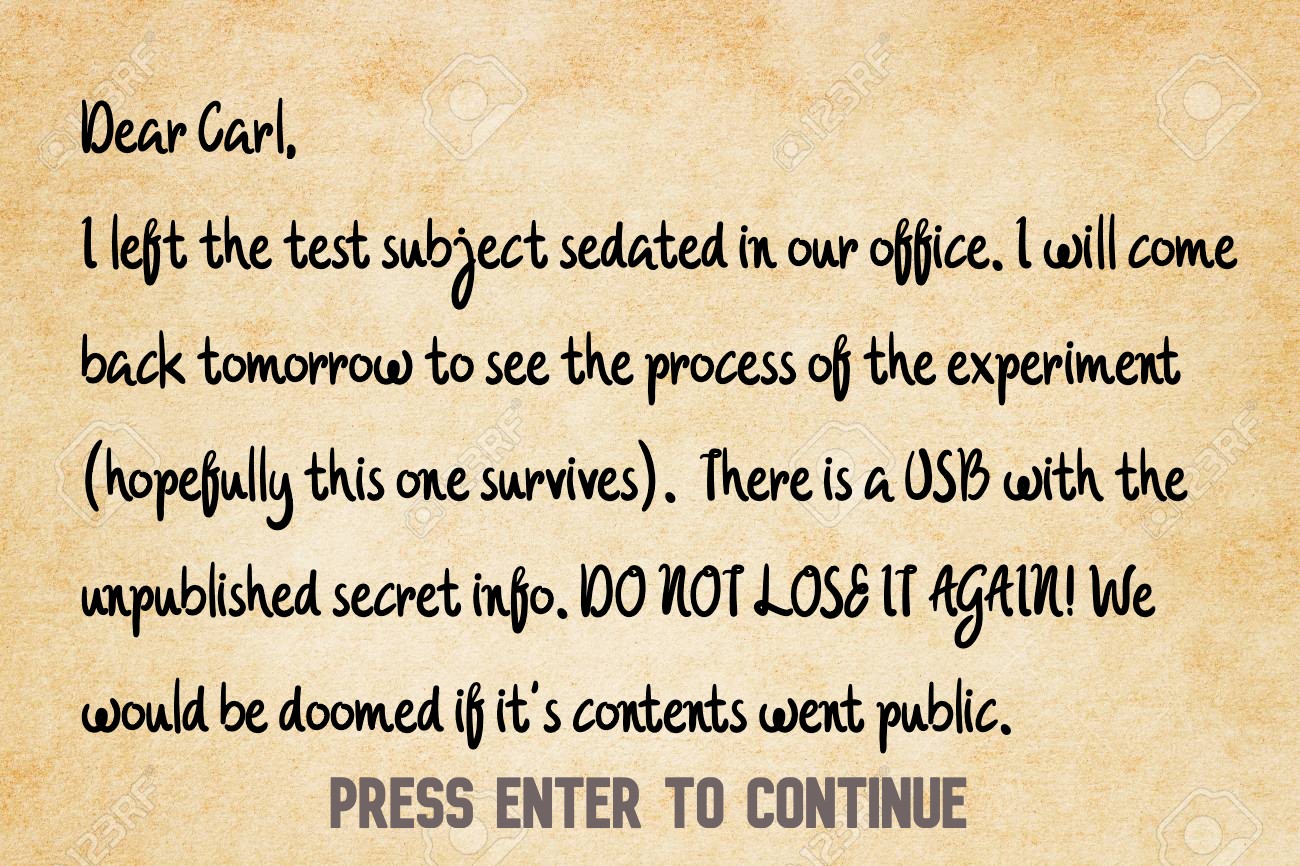 Dear Carl,
I left the test subject sedated in our office. I will come
back tomorrow to see the process of the experiment
(hopefully this one survives). There is a USB with the
unpublished secret info. DO NOT LOSE IT AGAIN! We
would be doomed if it's contents went public.
PRESS ENTER TO CONTINUE
123RF
123RF
123RF
123RF
123RF
123RF
123RF
123RF
123RF